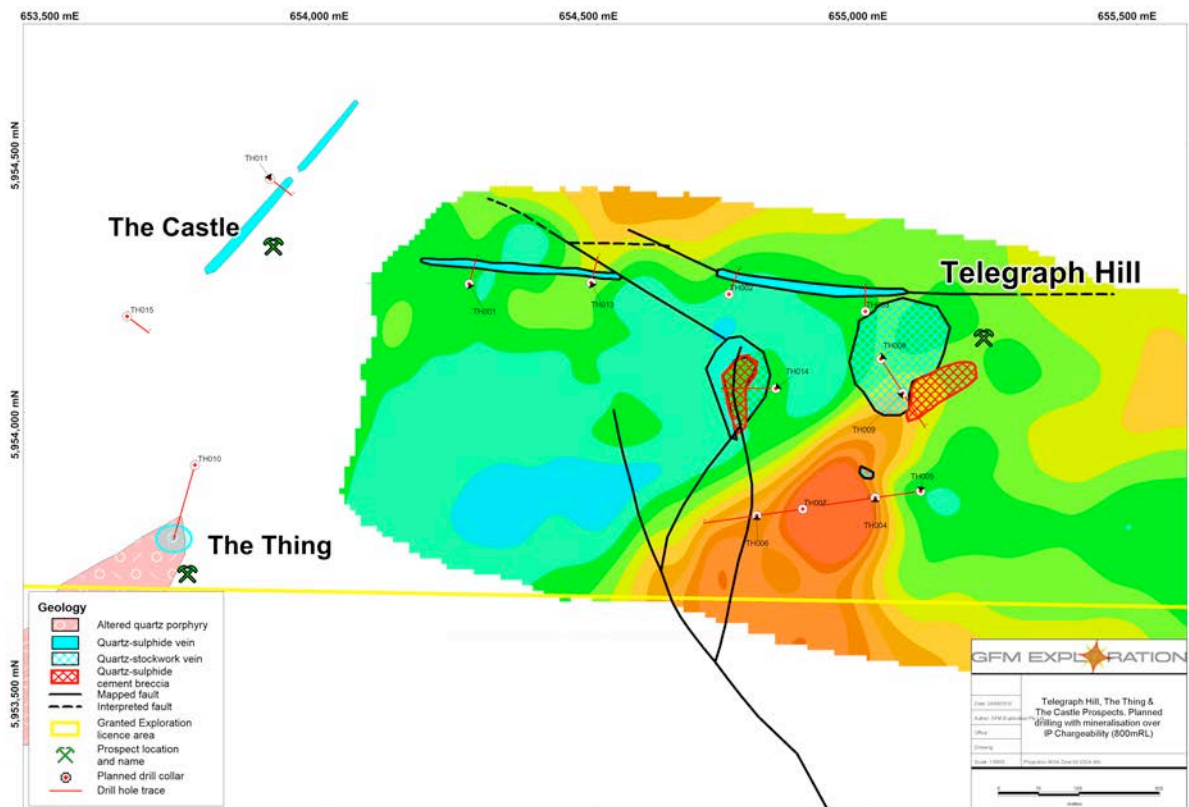 653,500 mE
654,000 mE
654,500 mE
655,000 mE
655,500 mE
5,954,500 mN
5,954,000 mN
5,953,500 mN
TH011
The Castle
TH015
Telegraph Hill
TH001
TH013
TH002
TH008
TH014
TH009
TH010
TH005
TH004
TH006
The Thing
Geology
Altered quartz porphyry
Quartz-sulphide vein
Quartz-stockwork vein
Quartz-sulphide
cement breccia
Mapped fault
Interpreted fault
Granted Exploration
licence area
Prospect location
and name
Planned drill collar
Drill hole trace
GFM EXPLORATION
Telegraph Hill, The Thing &
The Castle Prospects. Planned
drilling with mineralisation over
IP Chargeability (800mRL)